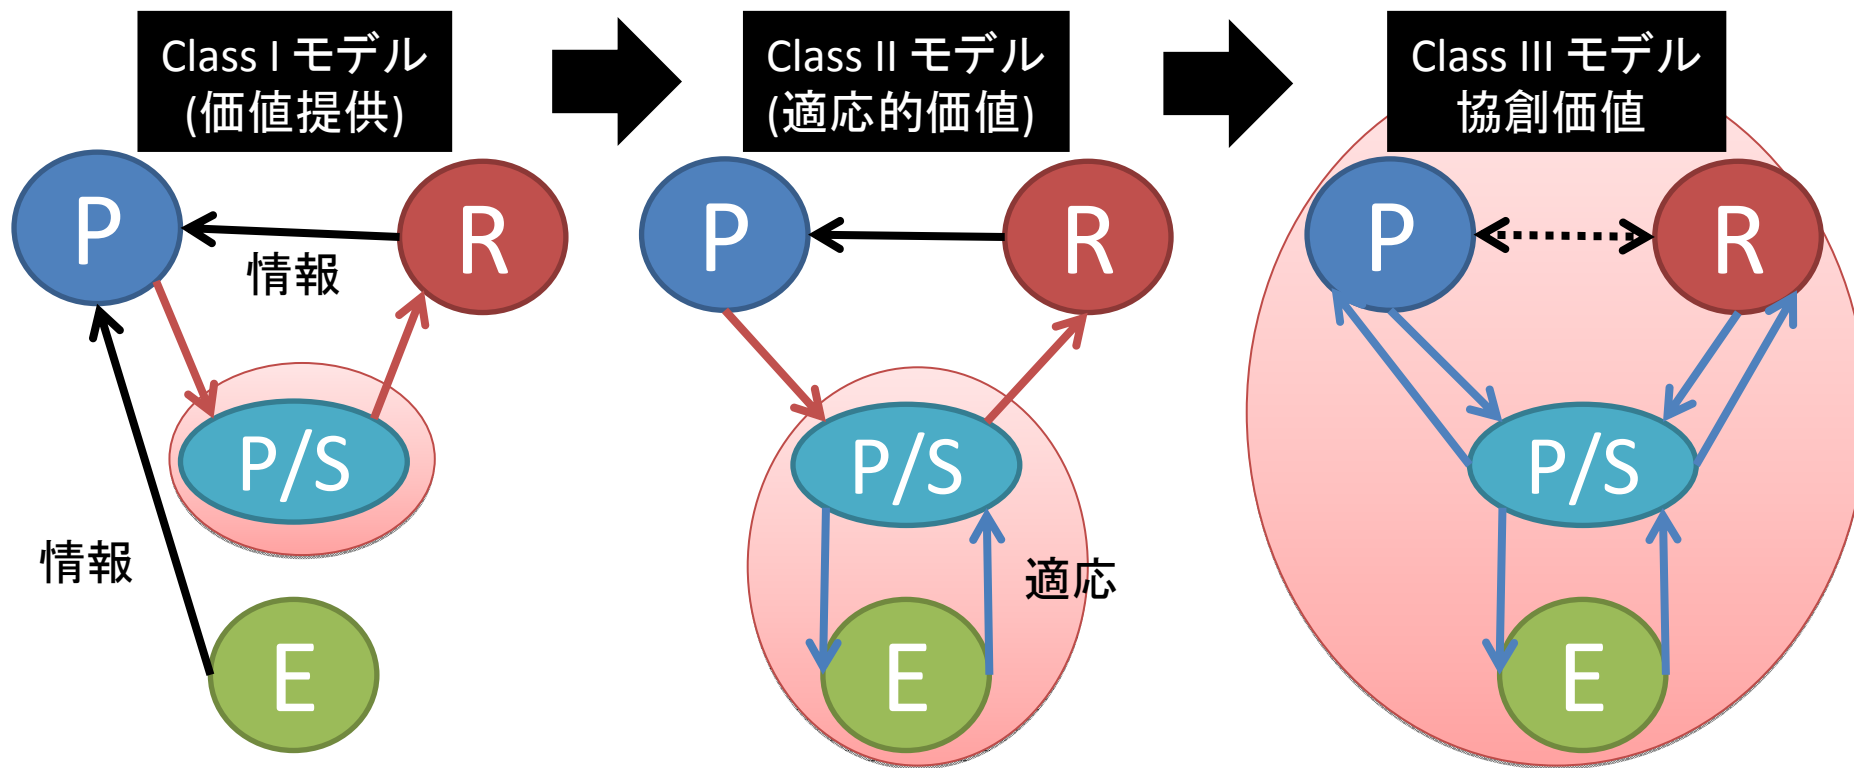 Class I モデル
(価値提供)
Class II モデル
(適応的価値)
Class III モデル
協創価値
P
R
情報
P/S
情報
E
P
R
P/S
適応
E
P
R
P/S
E